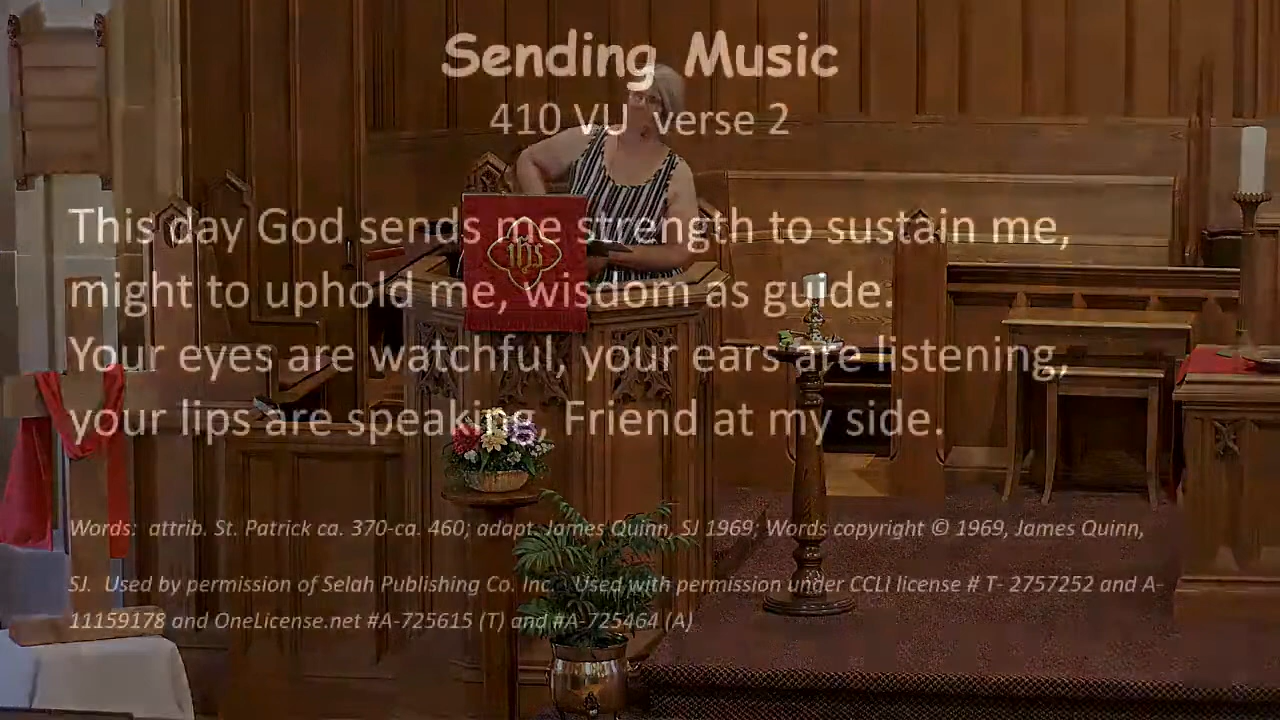 Sending Music
410 VU verse 2
This day God sends me strength to sustain me,
might to uphold me, wisdom as guide.
Your eyes are watchful, your ears are listening,
your lips are speaking, Friend at my side.
ihs
Words: attrib. St. Patrick ca. 370-ca. 460; adapt. James Quinn, SJ 1969; Words copyright © 1969, James Quinn,
SJ. Used by permission of Selah Publishing Co. Inc. Used with permission under CCLI license # T- 2757252 and A-
11159178 and OneLicense.net #A-725615 (T) and #A-725464 (A)